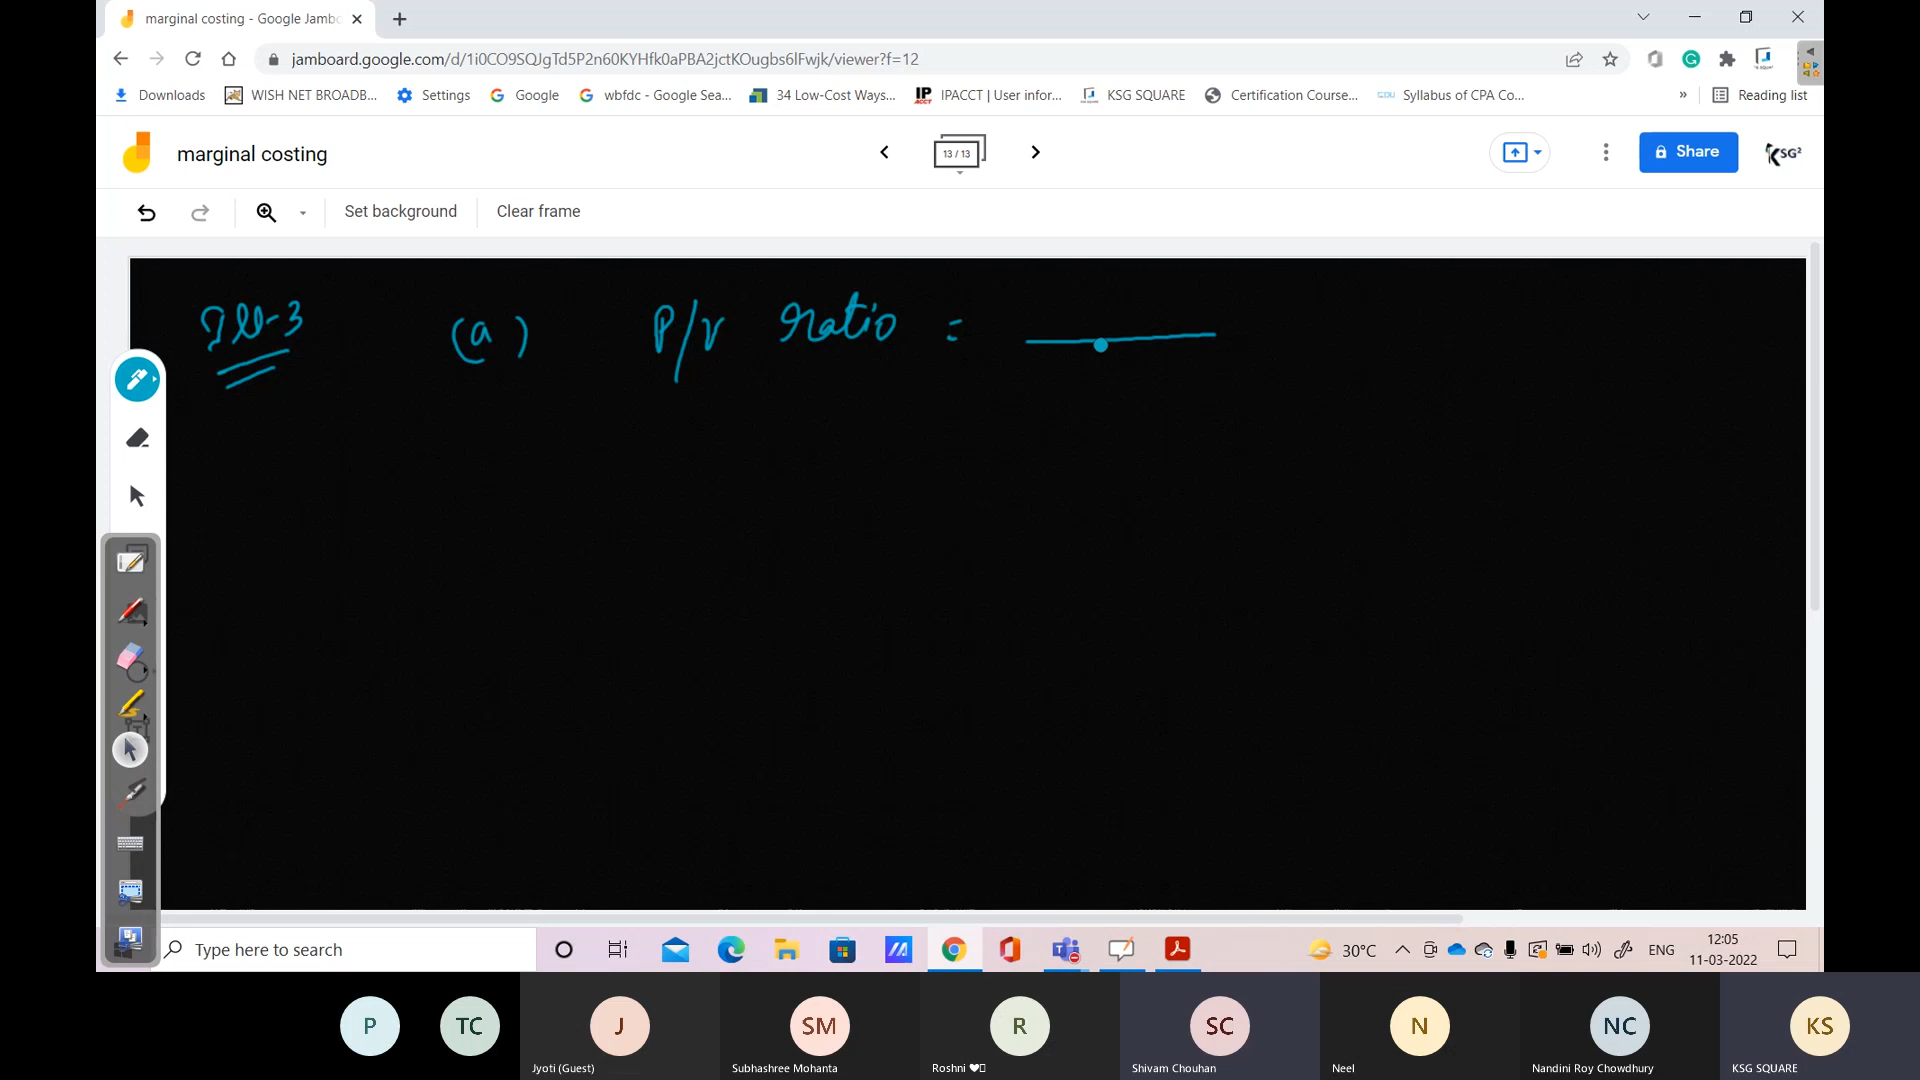 marginal costing - Google Jambo
jamboard.google.com/d/1i0CO9SQJgTd5P2n60KYHfk0aPBA2jctKOugbs6lFwjk/viewer?f=12
Downloads WISH NET BROADB... Settings Google wbfdc - Google Sea... 34 Low-Cost Ways... IPACCT | User infor... KSG SQUARE Certification Course... Syllabus of CPA Co... » Reading list
marginal costing 13 / 13 Share KSG²
Set background Clear frame
Ill-3 (a) P/V ratio =
Type here to search 30°C ENG 12:05
11-03-2022
P TC J SM R SC N NC KS
Jyoti (Guest) Subhashree Mohanta Roshni Shivam Chouhan Neel Nandini Roy Chowdhury KSG SQUARE